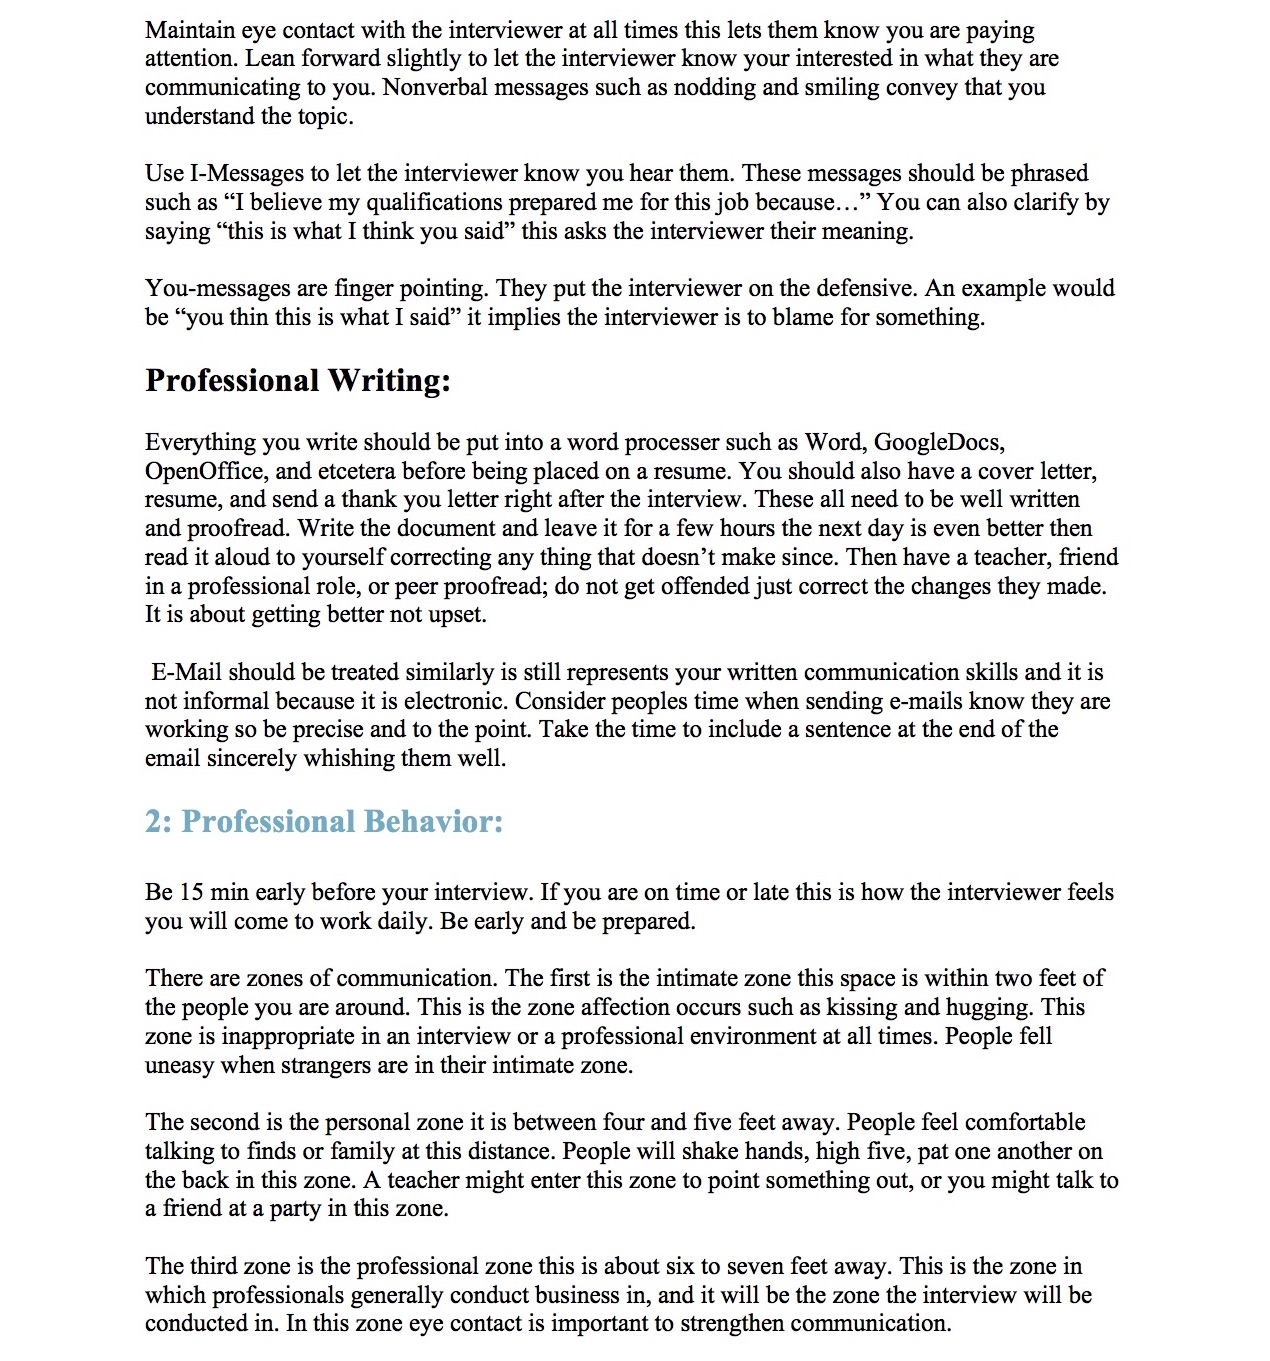 Maintain eye contact with the interviewer at all times this lets them know you are paying
attention. Lean forward slightly to let the interviewer know your interested in what they are
communicating to you. Nonverbal messages such as nodding and smiling convey that you
understand the topic.
Use I-Messages to let the interviewer know you hear them. These messages should be phrased
such as “I believe my qualifications prepared me for this job because…” You can also clarify by
saying “this is what I think you said” this asks the interviewer their meaning.
You-messages are finger pointing. They put the interviewer on the defensive. An example would
be “you thin this is what I said” it implies the interviewer is to blame for something.
Professional Writing:
Everything you write should be put into a word processer such as Word, GoogleDocs,
OpenOffice, and etcetera before being placed on a resume. You should also have a cover letter,
resume, and send a thank you letter right after the interview. These all need to be well written
and proofread. Write the document and leave it for a few hours the next day is even better then
read it aloud to yourself correcting any thing that doesn’t make since. Then have a teacher, friend
in a professional role, or peer proofread; do not get offended just correct the changes they made.
It is about getting better not upset.
E-Mail should be treated similarly is still represents your written communication skills and it is
not informal because it is electronic. Consider peoples time when sending e-mails know they are
working so be precise and to the point. Take the time to include a sentence at the end of the
email sincerely whishing them well.
2: Professional Behavior:
Be 15 min early before your interview. If you are on time or late this is how the interviewer feels
you will come to work daily. Be early and be prepared.
There are zones of communication. The first is the intimate zone this space is within two feet of
the people you are around. This is the zone affection occurs such as kissing and hugging. This
zone is inappropriate in an interview or a professional environment at all times. People fell
uneasy when strangers are in their intimate zone.
The second is the personal zone it is between four and five feet away. People feel comfortable
talking to finds or family at this distance. People will shake hands, high five, pat one another on
the back in this zone. A teacher might enter this zone to point something out, or you might talk to
a friend at a party in this zone.
The third zone is the professional zone this is about six to seven feet away. This is the zone in
which professionals generally conduct business in, and it will be the zone the interview will be
conducted in. In this zone eye contact is important to strengthen communication.